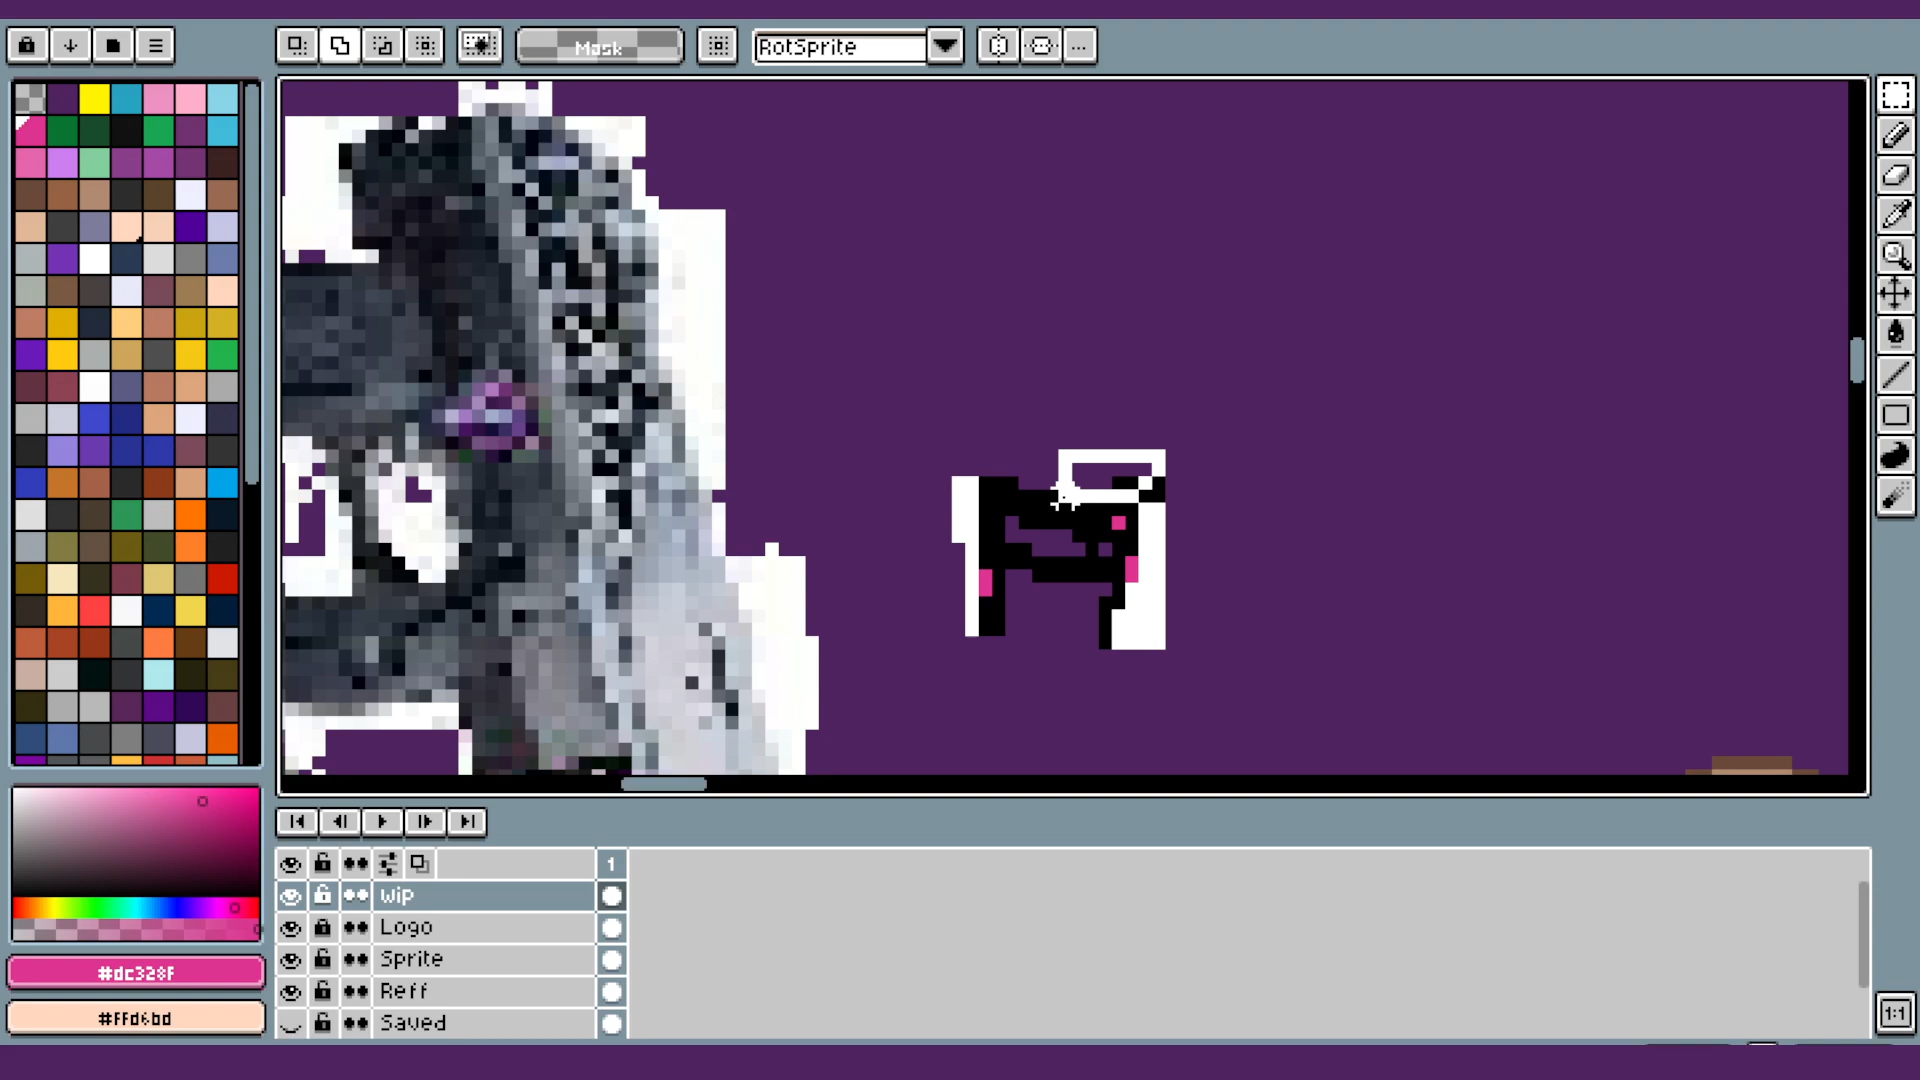 Mask
RotSprite
...
1
wip
Logo
Sprite
Reff
Saved
#dc328f
#ffd6bd
1:1